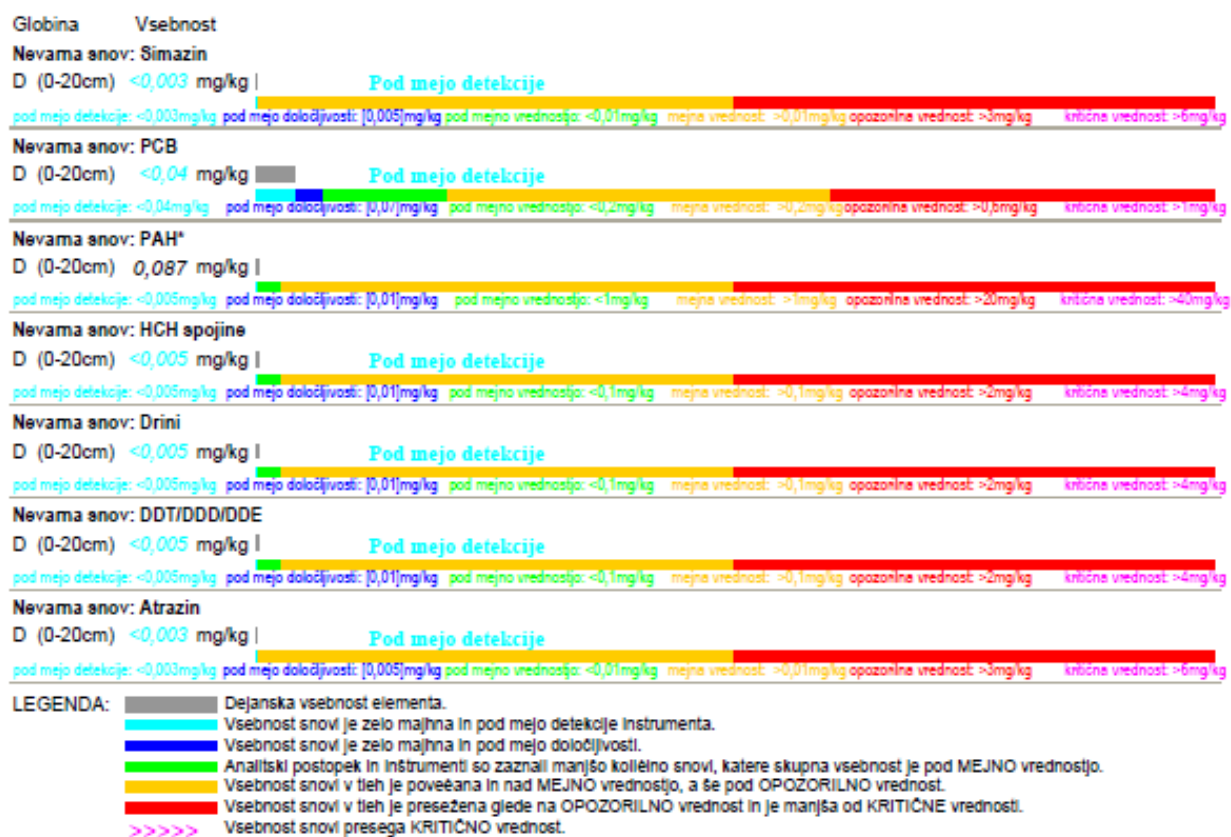 Globina Vsebnost
Nevarna snov: Simazin
D (0-20cm) <0,003 mg/kg Pod mejo detekcije
pod mejo detekcije: <0,003mg/kg pod mejo določljivosti: [0,005]mg/kg pod mejno vrednostjo: <0,01mg/kg mejna vrednost: >0,01mg/kg opozorilna vrednost: >3mg/kg kritična vrednost: >6mg/kg
Nevarna snov: PCB
D (0-20cm) <0,04 mg/kg Pod mejo detekcije
pod mejo detekcije: <0,04mg/kg pod mejo določljivosti: [0,07]mg/kg pod mejno vrednostjo: <0,2mg/kg mejna vrednost: >0,2mg/kg opozorilna vrednost: >0,6mg/kg kritična vrednost: >1mg/kg
Nevarna snov: PAH*
D (0-20cm) 0,087 mg/kg
pod mejo detekcije: <0,005mg/kg pod mejo določljivosti: [0,01]mg/kg pod mejno vrednostjo: <1mg/kg mejna vrednost: >1mg/kg opozorilna vrednost: >20mg/kg kritična vrednost: >40mg/kg
Nevarna snov: HCH spojine
D (0-20cm) <0,005 mg/kg Pod mejo detekcije
pod mejo detekcije: <0,005mg/kg pod mejo določljivosti: [0,01]mg/kg pod mejno vrednostjo: <0,1mg/kg mejna vrednost: >0,1mg/kg opozorilna vrednost: >2mg/kg kritična vrednost: >4mg/kg
Nevarna snov: Drini
D (0-20cm) <0,005 mg/kg Pod mejo detekcije
pod mejo detekcije: <0,005mg/kg pod mejo določljivosti: [0,01]mg/kg pod mejno vrednostjo: <0,1mg/kg mejna vrednost: >0,1mg/kg opozorilna vrednost: >2mg/kg kritična vrednost: >4mg/kg
Nevarna snov: DDT/DDD/DDE
D (0-20cm) <0,005 mg/kg Pod mejo detekcije
pod mejo detekcije: <0,005mg/kg pod mejo določljivosti: [0,01]mg/kg pod mejno vrednostjo: <0,1mg/kg mejna vrednost: >0,1mg/kg opozorilna vrednost: >2mg/kg kritična vrednost: >4mg/kg
Nevarna snov: Atrazin
D (0-20cm) <0,003 mg/kg Pod mejo detekcije
pod mejo detekcije: <0,003mg/kg pod mejo določljivosti: [0,005]mg/kg pod mejno vrednostjo: <0,01mg/kg mejna vrednost: >0,01mg/kg opozorilna vrednost: >3mg/kg kritična vrednost: >6mg/kg
LEGENDA: Dejanska vsebnost elementa.
Vsebnost snovi je zelo majhna in pod mejo detekcije instrumenta.
Vsebnost snovi je zelo majhna in pod mejo določljivosti.
Analitski postopek in inštrumenti so zaznali manjšo količino snovi, katere skupna vsebnost je pod MEJNO vrednostjo.
Vsebnost snovi v tleh je povečana in nad MEJNO vrednostjo, a še pod OPOZORILNO vrednost.
Vsebnost snovi v tleh je presežena glede na OPOZORILNO vrednost in je manjša od KRITIČNE vrednosti.
>>>>> Vsebnost snovi presega KRITIČNO vrednost.